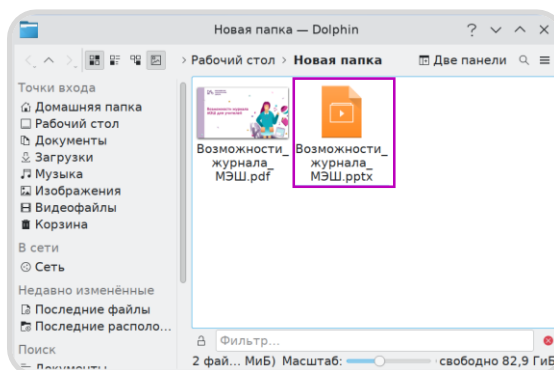 Новая папка — Dolphin
Рабочий стол > Новая папка
Две панели
Точки входа
Домашняя папка
Рабочий стол
Документы
Загрузки
Музыка
Изображения
Видеофайлы
Корзина
В сети
Сеть
Недавно изменённые
Последние файлы
Последние располо...
Поиск
Документы
Возможности_
журнала_
МЭШ.pdf
Возможности_
журнала_
МЭШ.pptx
Фильтр...
2 фай... МиБ) Масштаб:
свободно 82,9 ГиБ